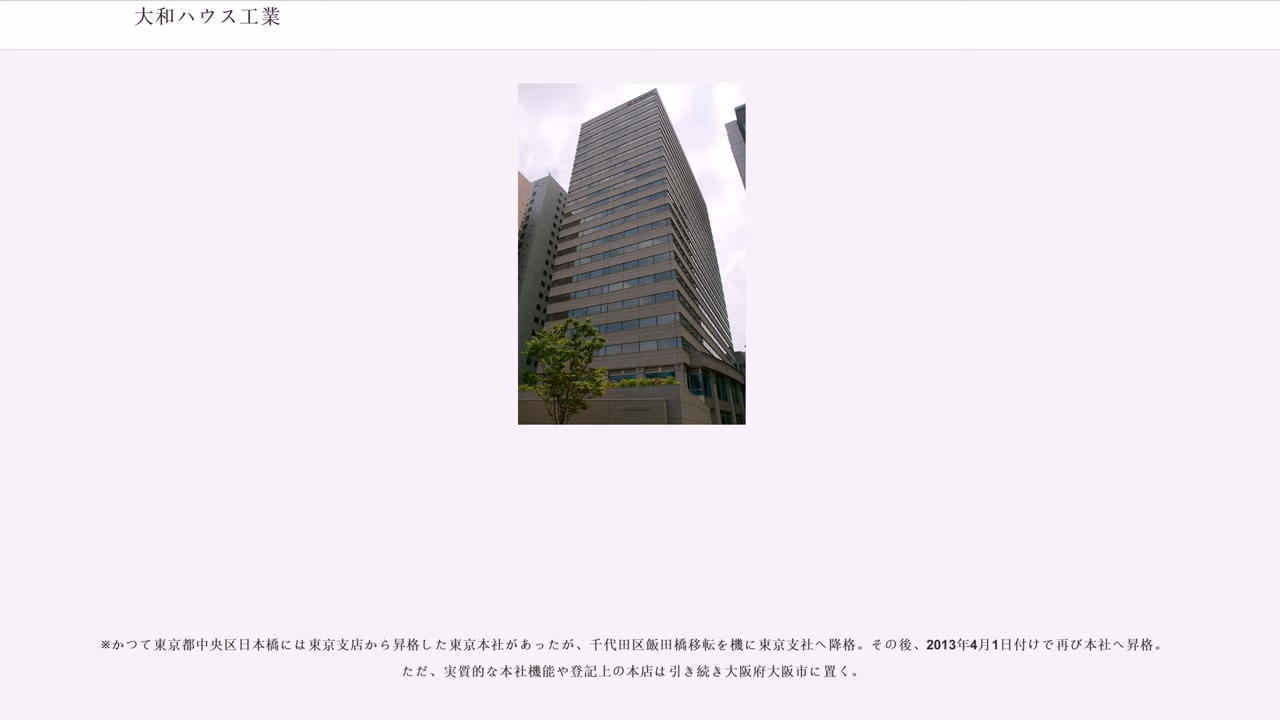 大和ハウス工業
※かつて東京都中央区日本橋には東京支店から昇格した東京本社があったが、千代田区飯田橋移転を機に東京支社へ降格。その後、2013年4月1日付けで再び本社へ昇格。
ただ、実質的な本社機能や登記上の本店は引き続き大阪府大阪市に置く。